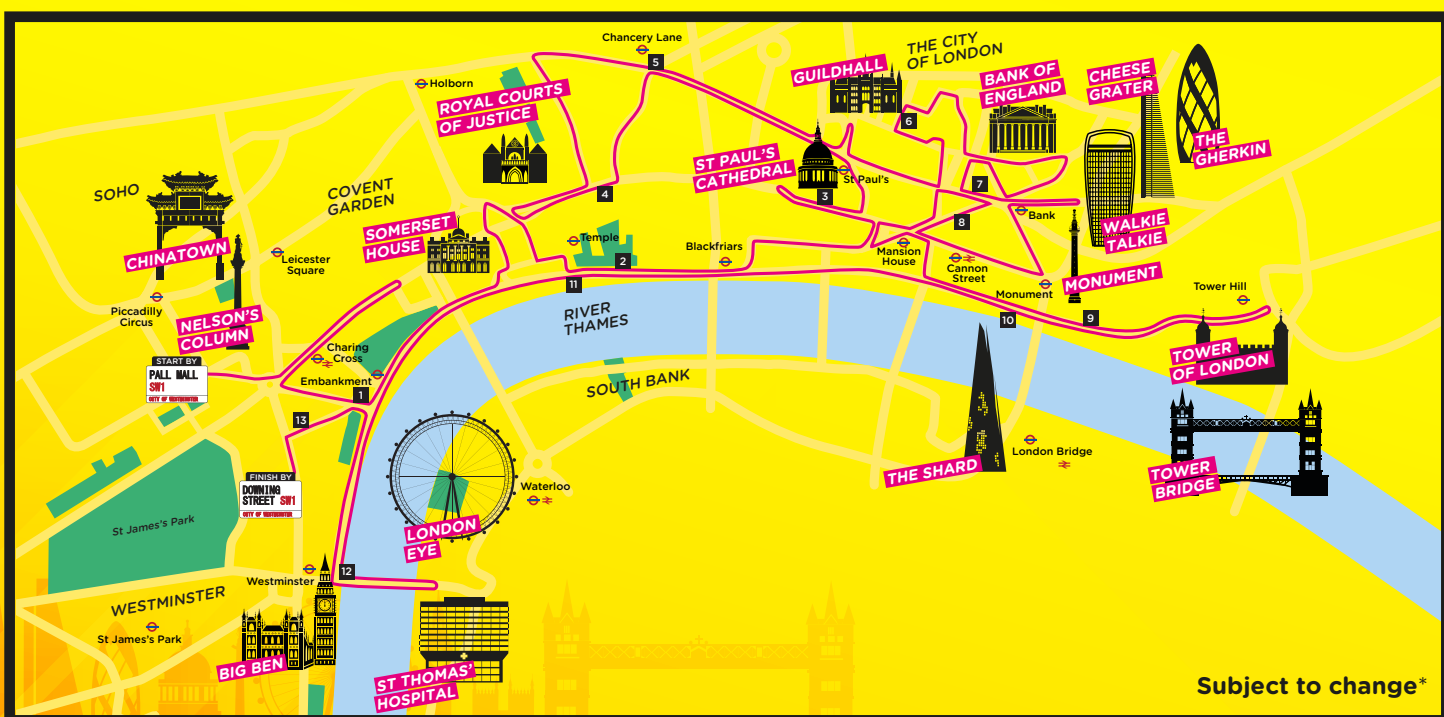 Chancery Lane
5
THE CITY
OF LONDON
GUILDHALL
BANK OF
ENGLAND
CHEESE
GRATER
Holborn
ROYAL COURTS
OF JUSTICE
6
THE
GHERKIN
ST PAUL'S
CATHEDRAL
St Paul's
3
7
SOHO
COVENT
GARDEN
4
CHINATOWN
SOMERSET
HOUSE
Temple
2
Blackfriars
8
Bank
WALKIE
TALKIE
Leicester
Square
Mansion
House
Cannon
Street
MONUMENT
Monument
Tower Hill
11
Piccadilly
Circus
NELSON'S
COLUMN
RIVER
THAMES
10
9
START BY
PALL MALL
SW1
CITY OF WESTMINSTER
Charing
Cross
Embankment
1
TOWER
OF LONDON
SOUTH BANK
13
FINISH BY
DOWNING
STREET SW1
CITY OF WESTMINSTER
St James's Park
Waterloo
THE SHARD
London Bridge
TOWER
BRIDGE
LONDON
EYE
12
Westminster
WESTMINSTER
St James's Park
BIG BEN
ST THOMAS'
HOSPITAL
Subject to change*